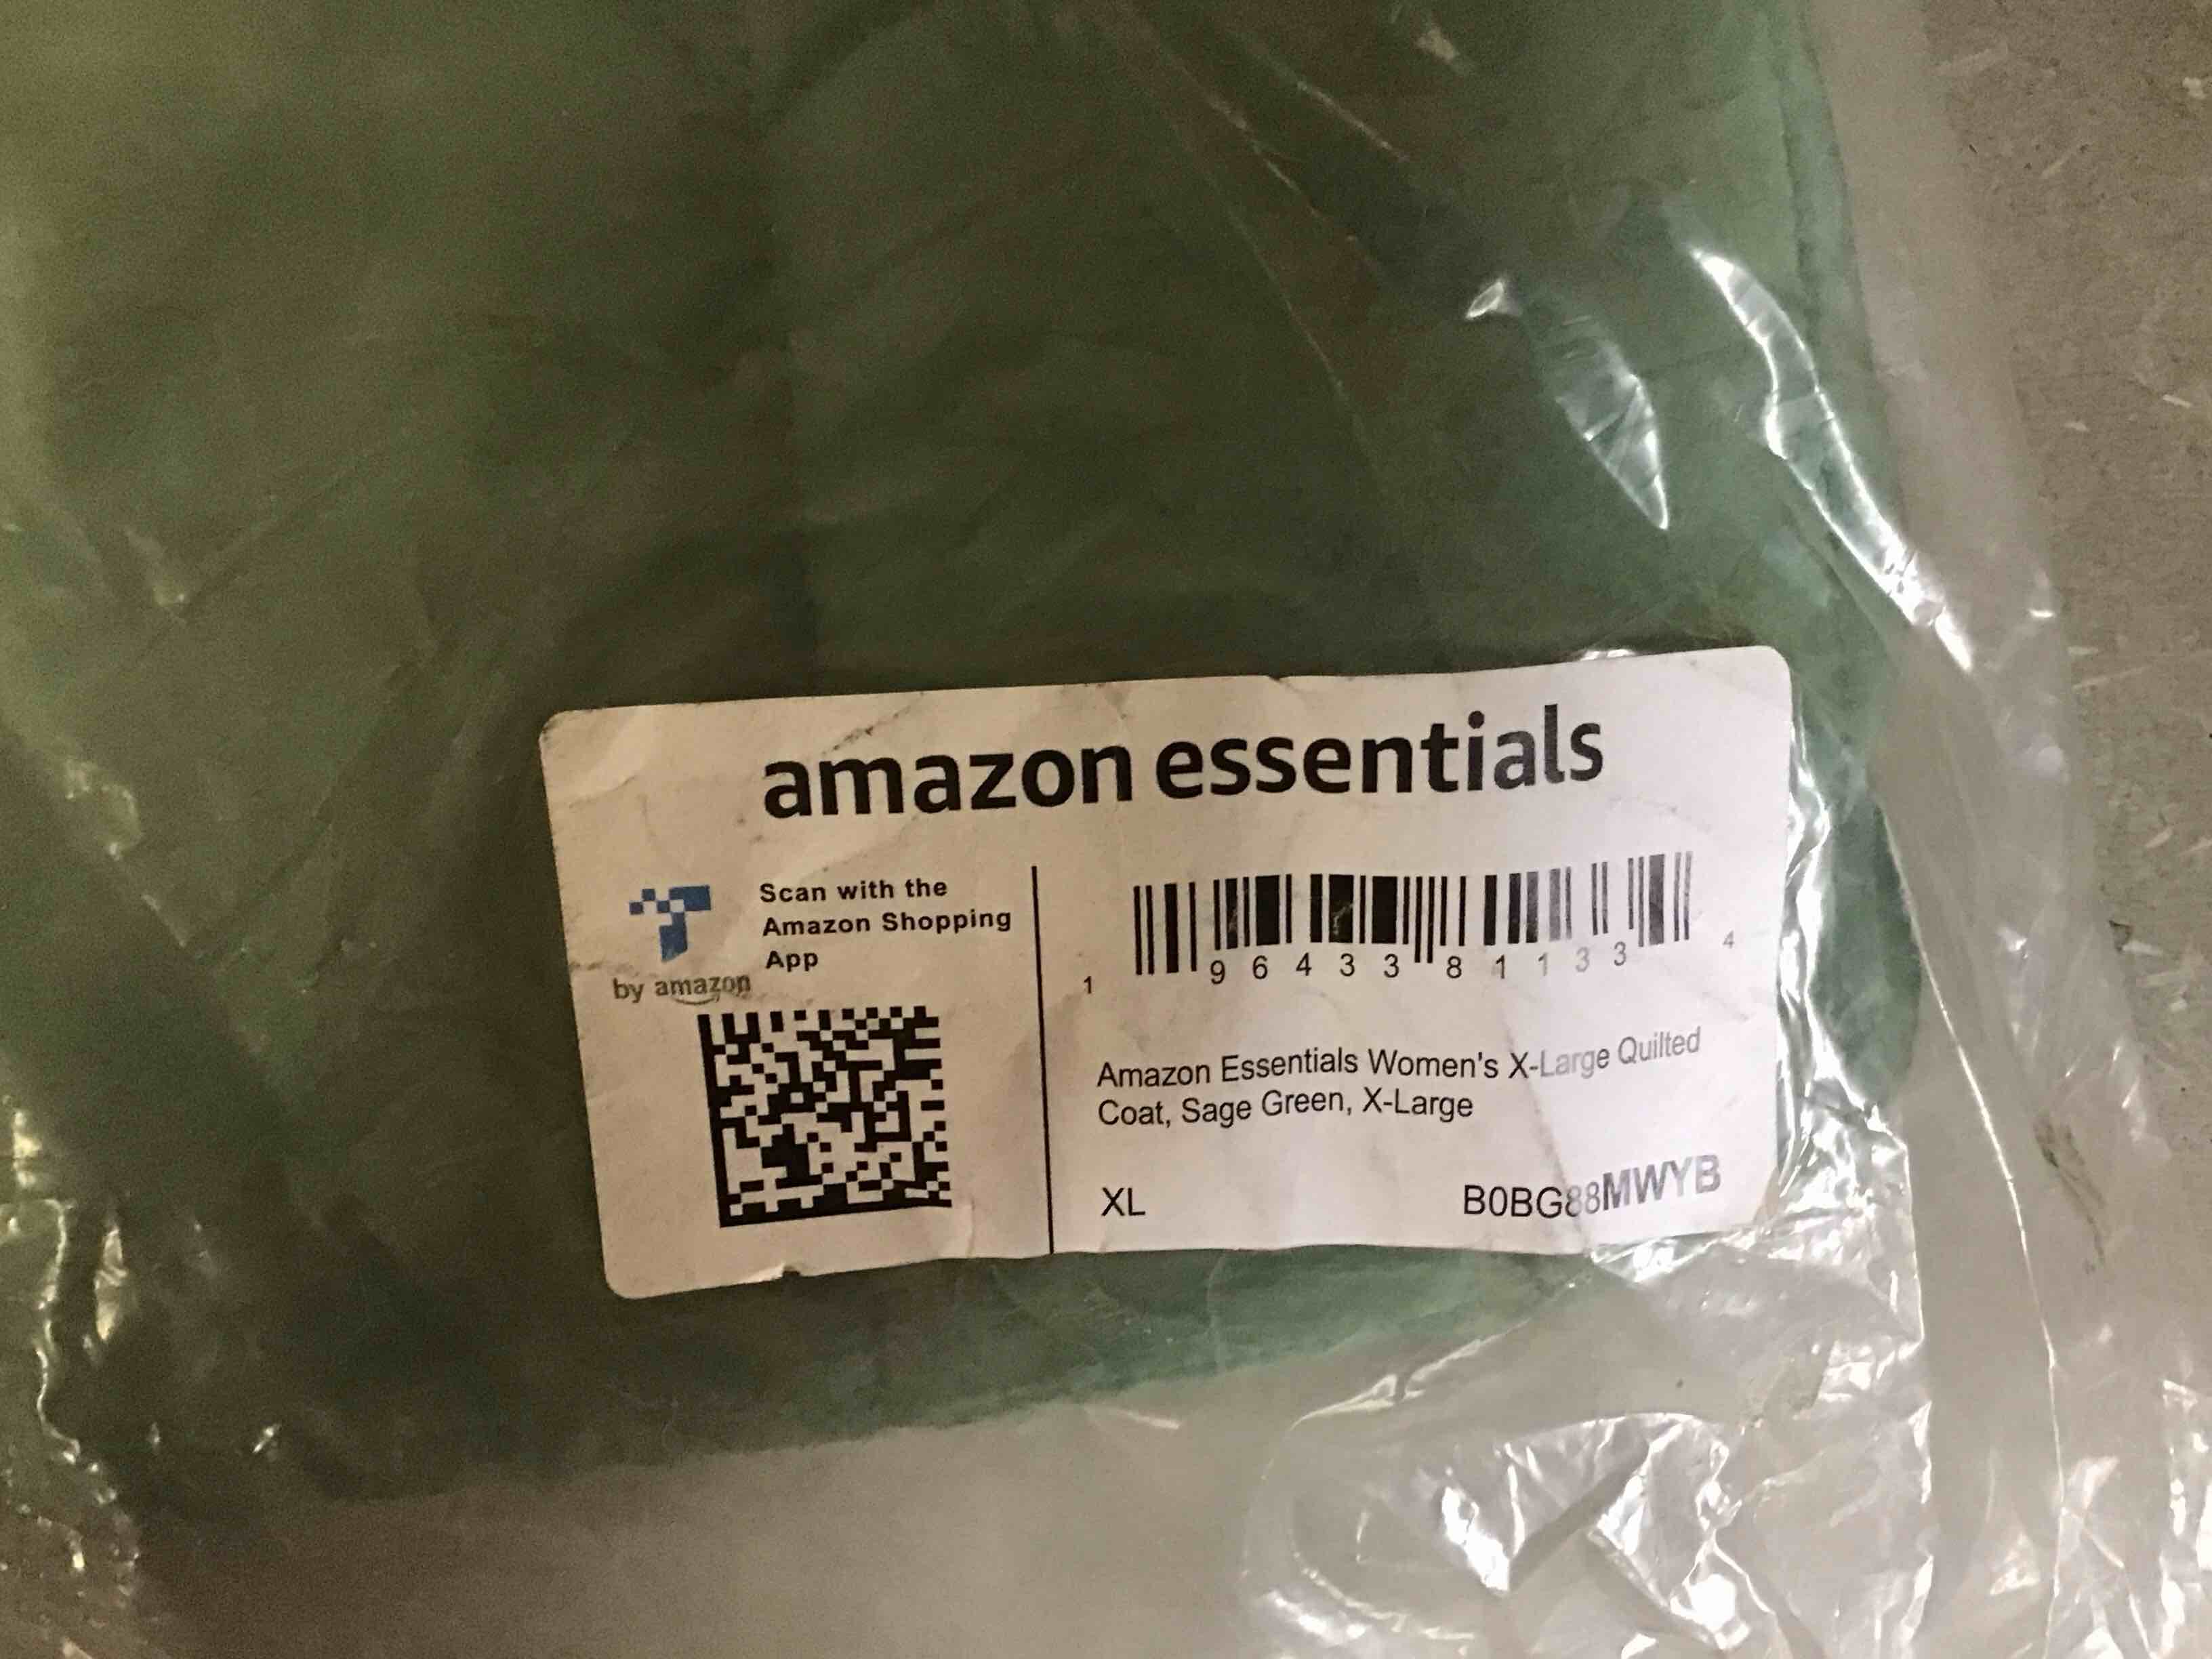 amazon essentials
Scan with the
Amazon Shopping
App
by amazon
1 96433 81133 4
Amazon Essentials Women's X-Large Quilted
Coat, Sage Green, X-Large
XL B0BG88MWYB